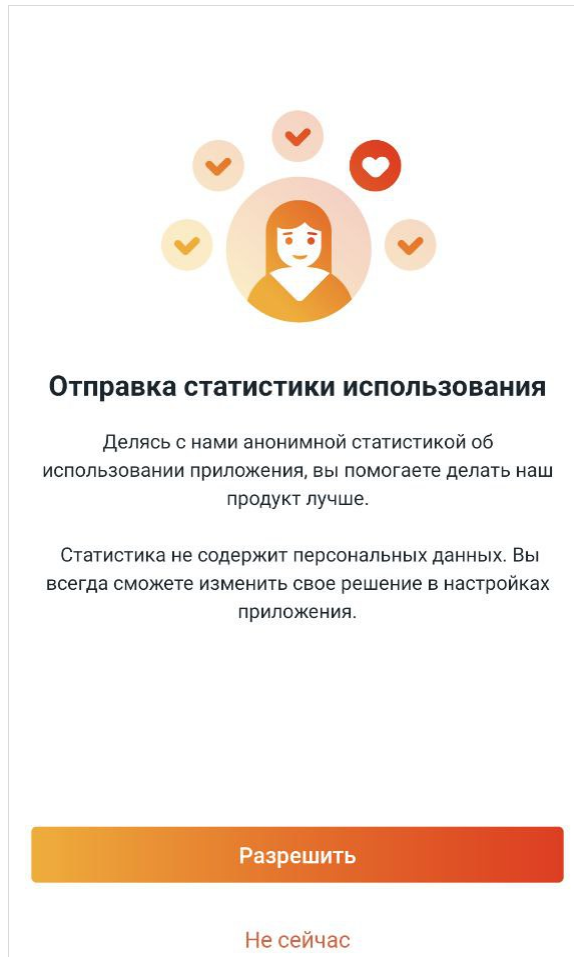 Отправка статистики использования
Делясь с нами анонимной статистикой об
использовании приложения, вы помогаете делать наш
продукт лучше.
Статистика не содержит персональных данных. Вы
всегда сможете изменить свое решение в настройках
приложения.
Разрешить
Не сейчас